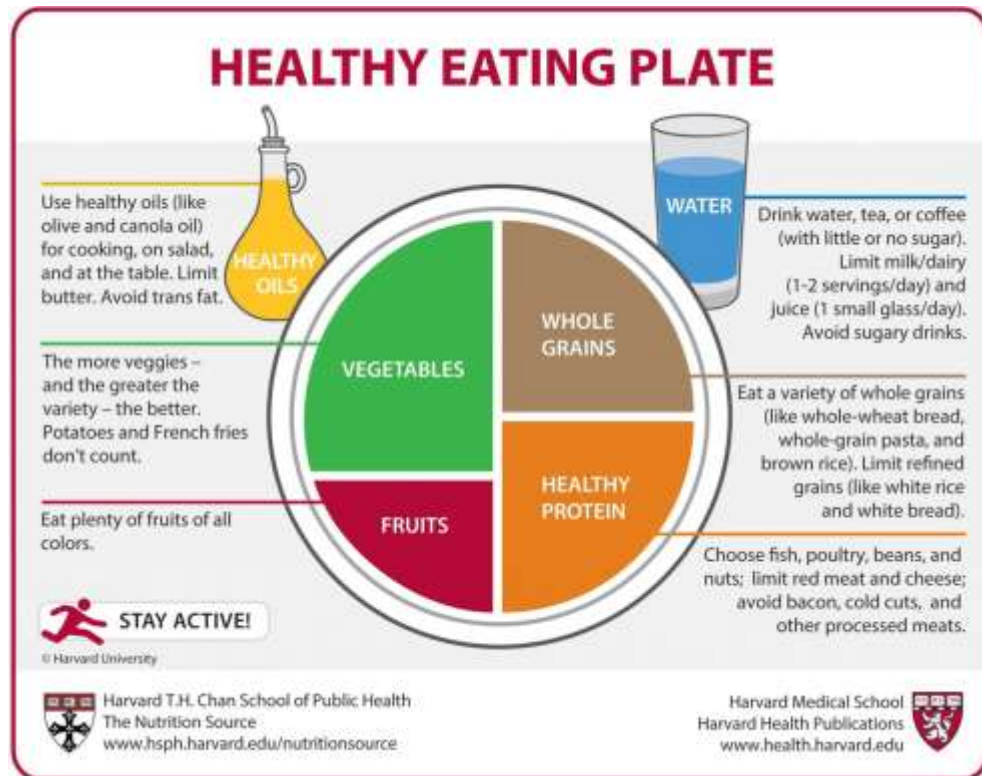 HEALTHY EATING PLATE
Use healthy oils (like
olive and canola oil)
for cooking, on salad,
and at the table. Limit
butter. Avoid trans fat.
HEALTHY
OILS
The more veggies –
and the greater the
variety – the better.
Potatoes and French fries
don't count.
Eat plenty of fruits of all
colors.
VEGETABLES
FRUITS
WHOLE
GRAINS
HEALTHY
PROTEIN
WATER
Drink water, tea, or coffee
(with little or no sugar).
Limit milk/dairy
(1-2 servings/day) and
juice (1 small glass/day).
Avoid sugary drinks.
Eat a variety of whole grains
(like whole-wheat bread,
whole-grain pasta, and
brown rice). Limit refined
grains (like white rice
and white bread).
Choose fish, poultry, beans, and
nuts; limit red meat and cheese;
avoid bacon, cold cuts, and
other processed meats.
STAY ACTIVE!
© Harvard University
Harvard T.H. Chan School of Public Health
The Nutrition Source
www.hsph.harvard.edu/nutritionsource
Harvard Medical School
Harvard Health Publications
www.health.harvard.edu